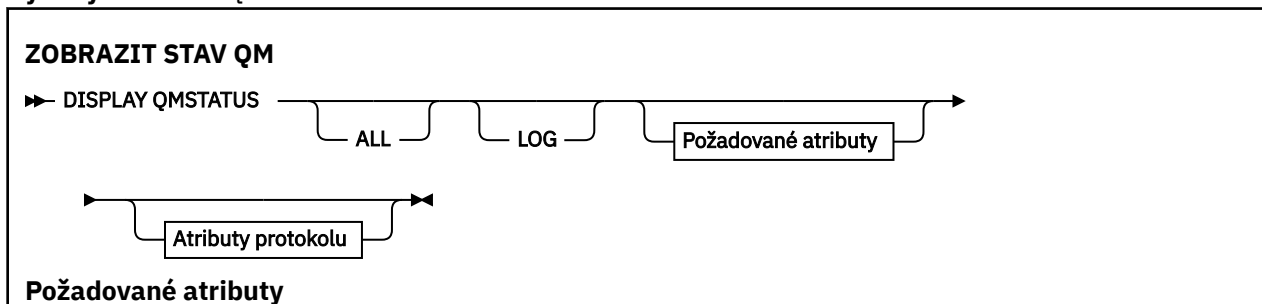 ZOBRAZIT STAV QM
DISPLAY QMSTATUS
ALL
LOG
Požadované atributy
Atributy protokolu
Požadované atributy